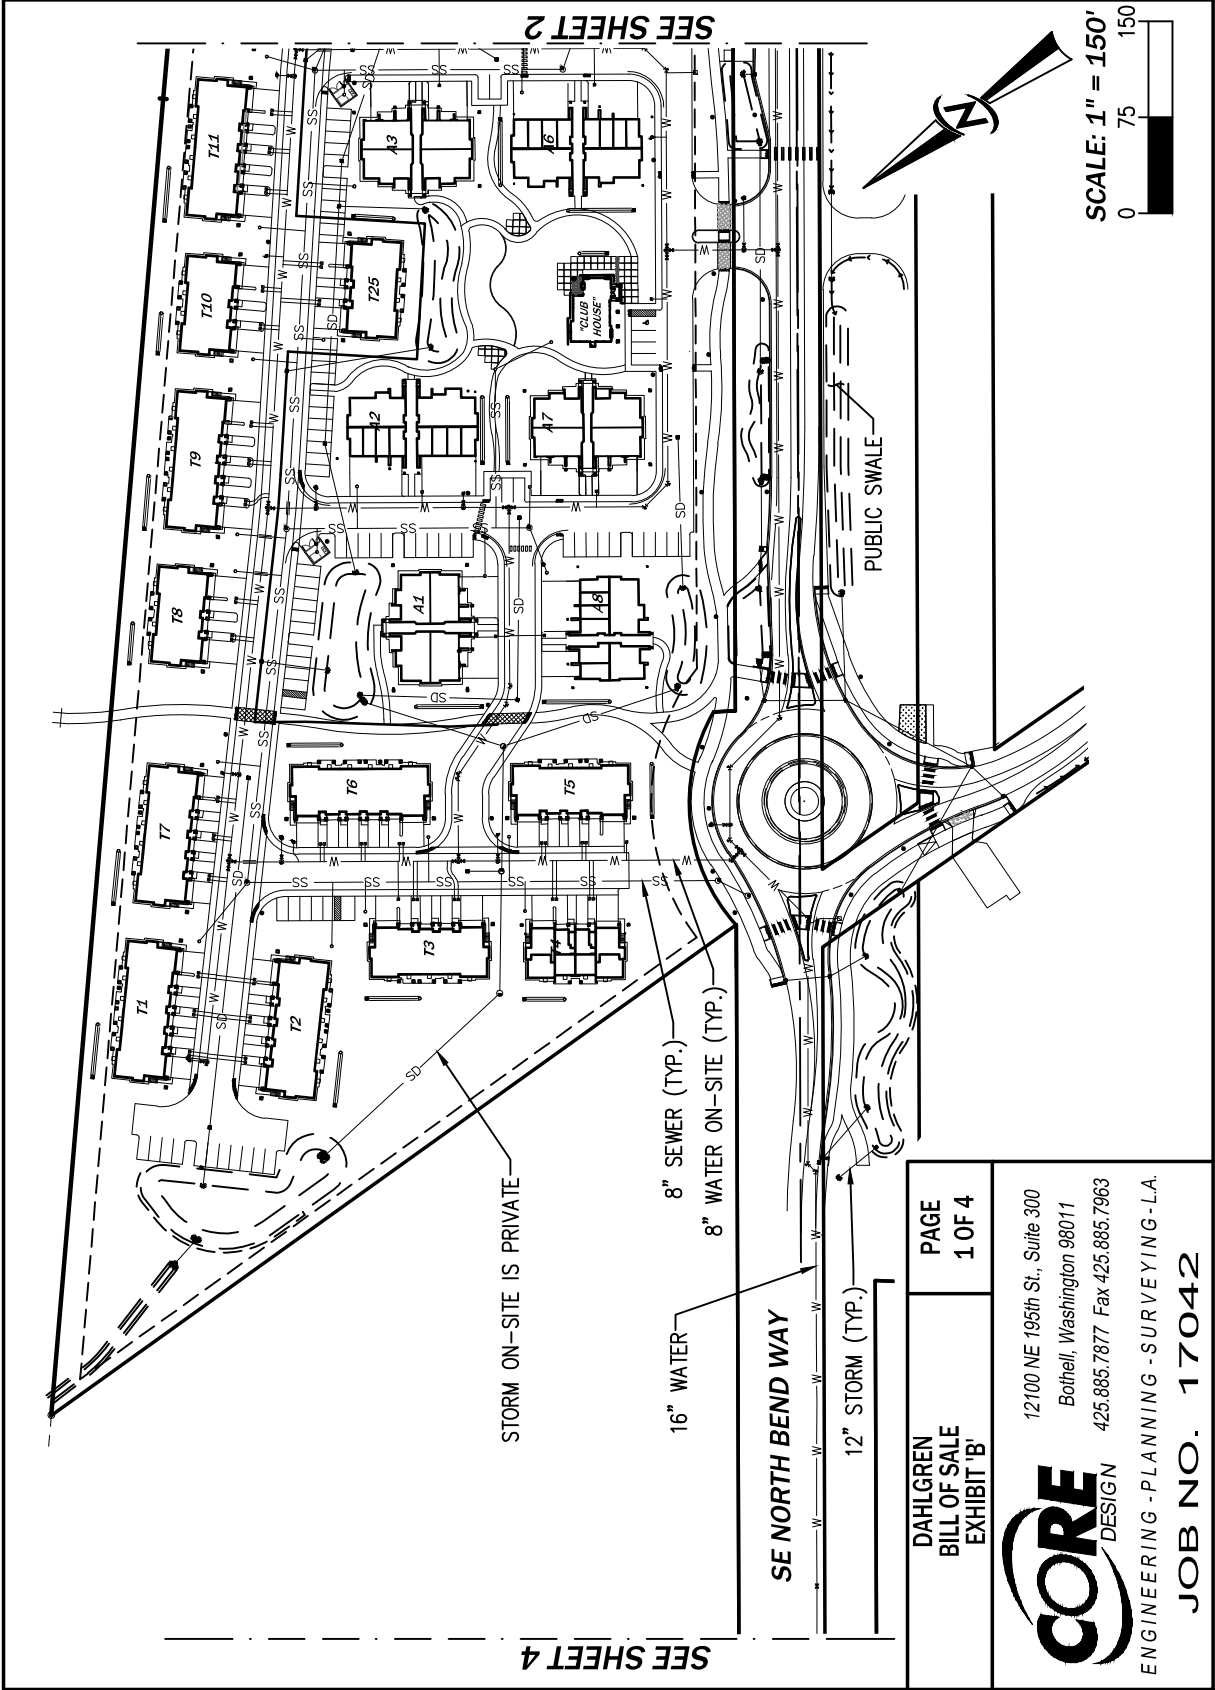 SEE SHEET 2
SCALE: 1" = 150'
0 75 150
N
T11
T10
T9
T8
T7
T1
T2
T25
A3
A6
"CLUB
HOUSE"
A2
A7
A1
A8
T6
T5
T3
T4
PUBLIC SWALE
8" SEWER (TYP.)
8" WATER ON-SITE (TYP.)
STORM ON-SITE IS PRIVATE
16" WATER
SE NORTH BEND WAY
12" STORM (TYP.)
SEE SHEET 4
DAHLGREN
BILL OF SALE
EXHIBIT 'B'
PAGE
1 OF 4
CORE
DESIGN
12100 NE 195th St., Suite 300
Bothell, Washington 98011
425.885.7877 Fax 425.885.7963
ENGINEERING - PLANNING - SURVEYING - L.A.
JOB NO. 17042